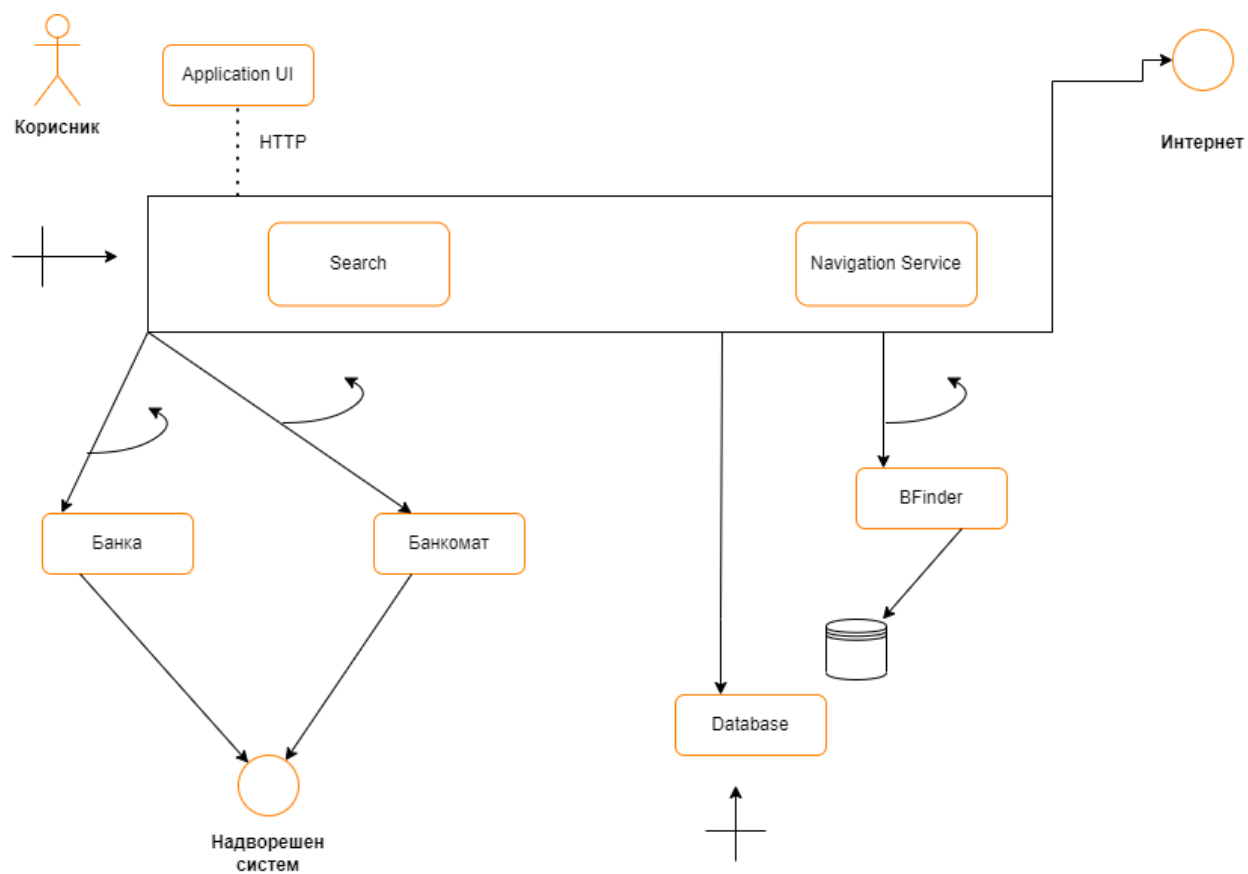 Application UI
Корисник
HTTP
Интернет
Search
Navigation Service
BFinder
Банка
Банкомат
Database
Надворешен
систем